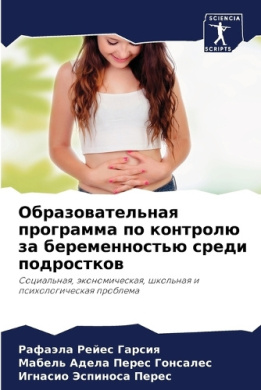 SCIENCIA
SCRIPTS
Образовательная
программа по контролю
за беременностью среди
подростков
Социальная, экономическая, школьная и
психологическая проблема
Рафаэла Рейес Гарсия
Мабель Адела Перес Гонсалес
Игнасио Эспиноса Перес